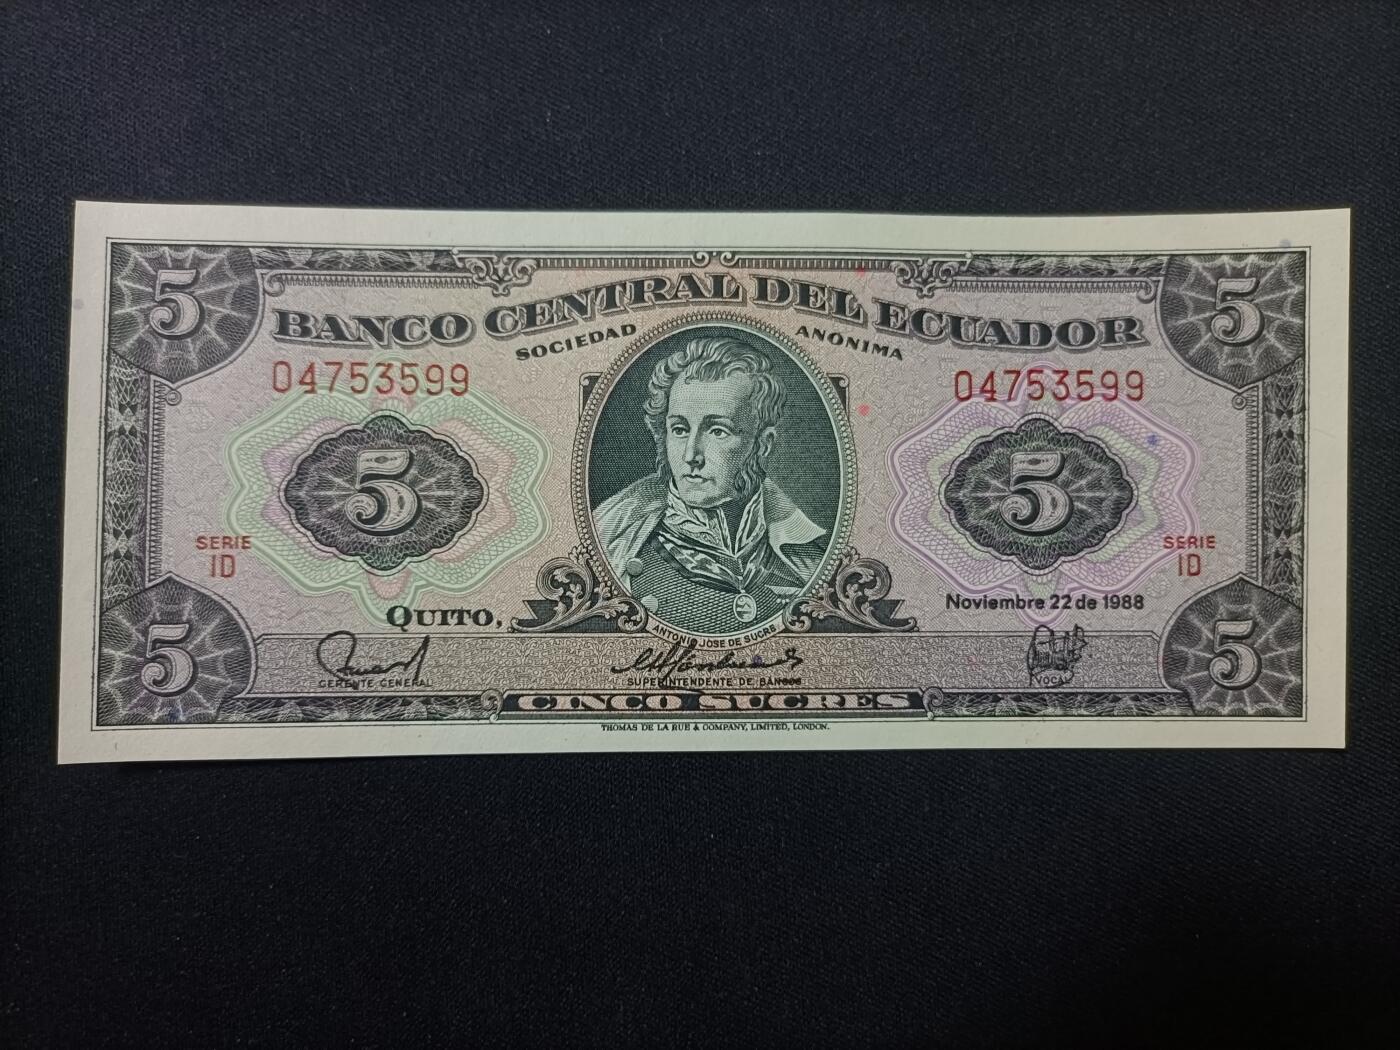 5 5
BANCO CENTRAL DEL ECUADOR
SOCIEDAD ANONIMA
04753599 04753599
5 5
SERIE SERIE
ID ID
QUITO, Noviembre 22 de 1988
ANTONIO JOSE DE SUCRE
5 5
GERENTE GENERAL SUPERINTENDENTE DE BANCOS VOCAL
CINCO SUCRES
THOMAS DE LA RUE & COMPANY, LIMITED, LONDON.